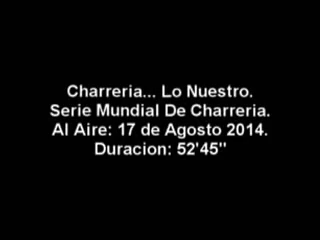 Charreria... Lo Nuestro.
Serie Mundial De Charreria.
Al Aire: 17 de Agosto 2014.
Duracion: 52'45"